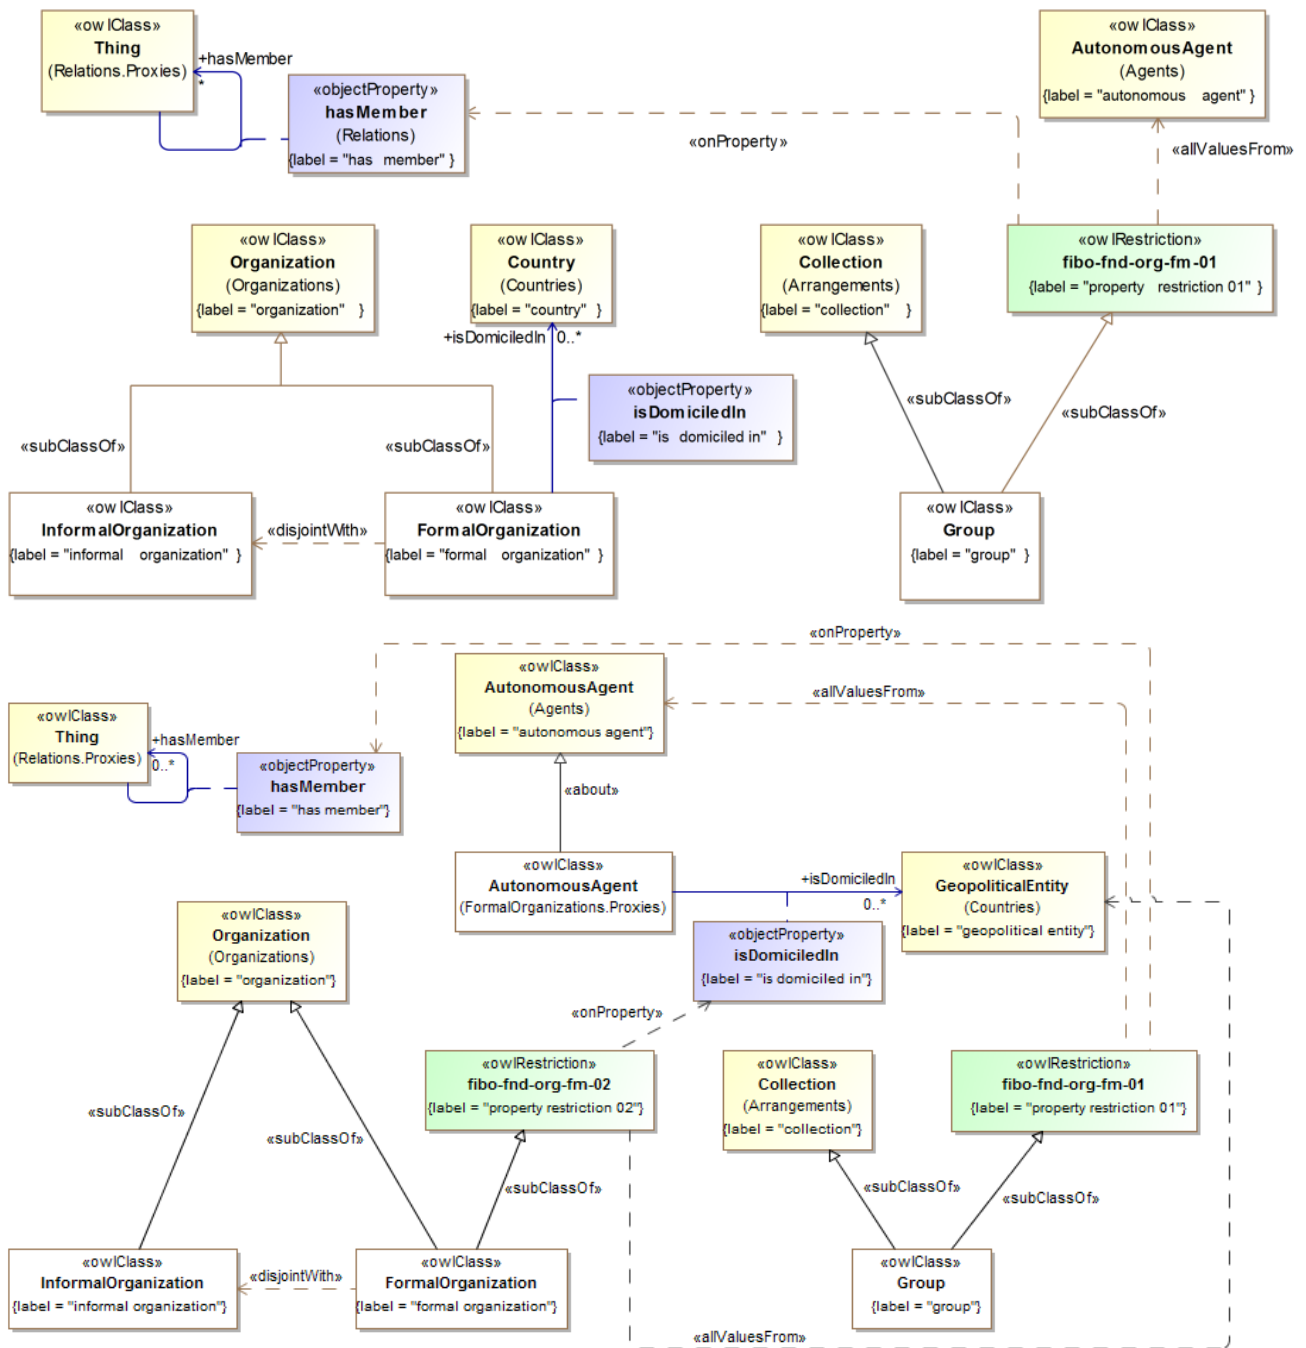 «owlClass»
Thing
(Relations.Proxies)
+hasMember
*
«objectProperty»
hasMember
(Relations)
{label = "has member" }
«onProperty»
«owlClass»
AutonomousAgent
(Agents)
{label = "autonomous agent" }
«allValuesFrom»
«owlClass»
Organization
(Organizations)
{label = "organization" }
«owlClass»
Country
(Countries)
{label = "country" }
+isDomiciledIn
0..*
«owlClass»
Collection
(Arrangements)
{label = "collection" }
«owlRestriction»
fibo-fnd-org-fm-01
{label = "property restriction 01" }
«objectProperty»
isDomiciledIn
{label = "is domiciled in" }
«subClassOf»
«subClassOf»
«subClassOf»
«subClassOf»
«owlClass»
InformalOrganization
{label = "informal organization" }
«disjointWith»
«owlClass»
FormalOrganization
{label = "formal organization" }
«owlClass»
Group
{label = "group" }
«onProperty»
«owlClass»
AutonomousAgent
(Agents)
{label = "autonomous agent"}
«allValuesFrom»
«owlClass»
Thing
(Relations.Proxies)
+hasMember
0..*
«objectProperty»
hasMember
{label = "has member"}
«about»
«owlClass»
AutonomousAgent
(FormalOrganizations.Proxies)
+isDomiciledIn
0..*
«owlClass»
GeopoliticalEntity
(Countries)
{label = "geopolitical entity"}
«owlClass»
Organization
(Organizations)
{label = "organization"}
«objectProperty»
isDomiciledIn
{label = "is domiciled in"}
«onProperty»
«owlRestriction»
fibo-fnd-org-fm-02
{label = "property restriction 02"}
«owlClass»
Collection
(Arrangements)
{label = "collection"}
«owlRestriction»
fibo-fnd-org-fm-01
{label = "property restriction 01"}
«subClassOf»
«subClassOf»
«subClassOf»
«subClassOf»
«subClassOf»
«owlClass»
InformalOrganization
{label = "informal organization"}
«disjointWith»
«owlClass»
FormalOrganization
{label = "formal organization"}
«owlClass»
Group
{label = "group"}
«allValuesFrom»